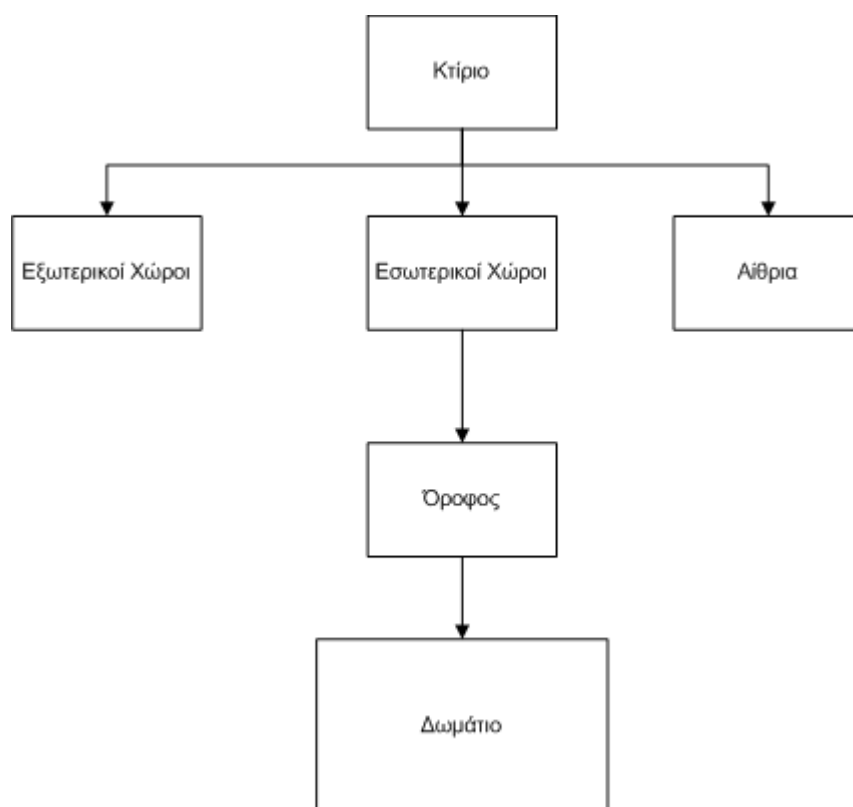 Κτίριο
Εξωτερικοί Χώροι
Εσωτερικοί Χώροι
Αίθρια
Όροφος
Δωμάτιο